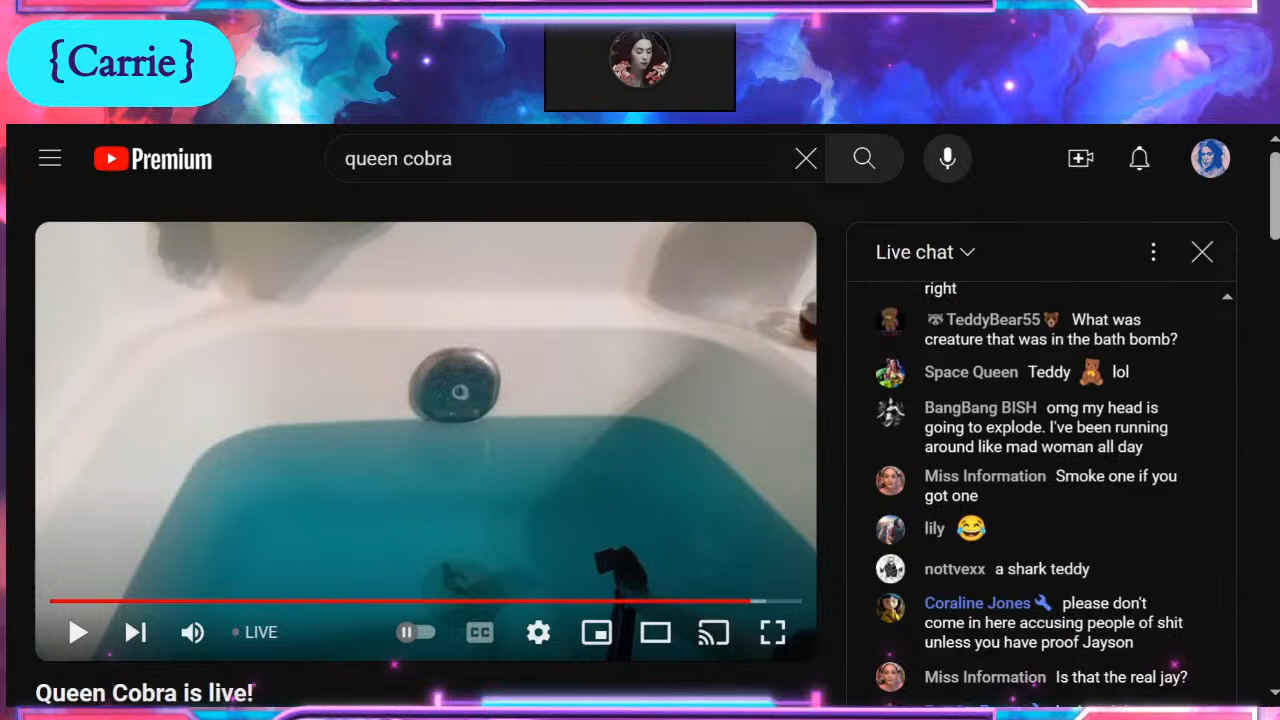 {Carrie}
Premium
queen cobra
Live chat
right
TeddyBear55 What was
creature that was in the bath bomb?
Space Queen Teddy lol
BangBang BISH omg my head is
going to explode. I've been running
around like mad woman all day
Miss Information Smoke one if you
got one
lily
nottvexx a shark teddy
Coraline Jones please don't
come in here accusing people of shit
unless you have proof Jayson
Miss Information Is that the real jay?
LIVE
CC
Queen Cobra is live!